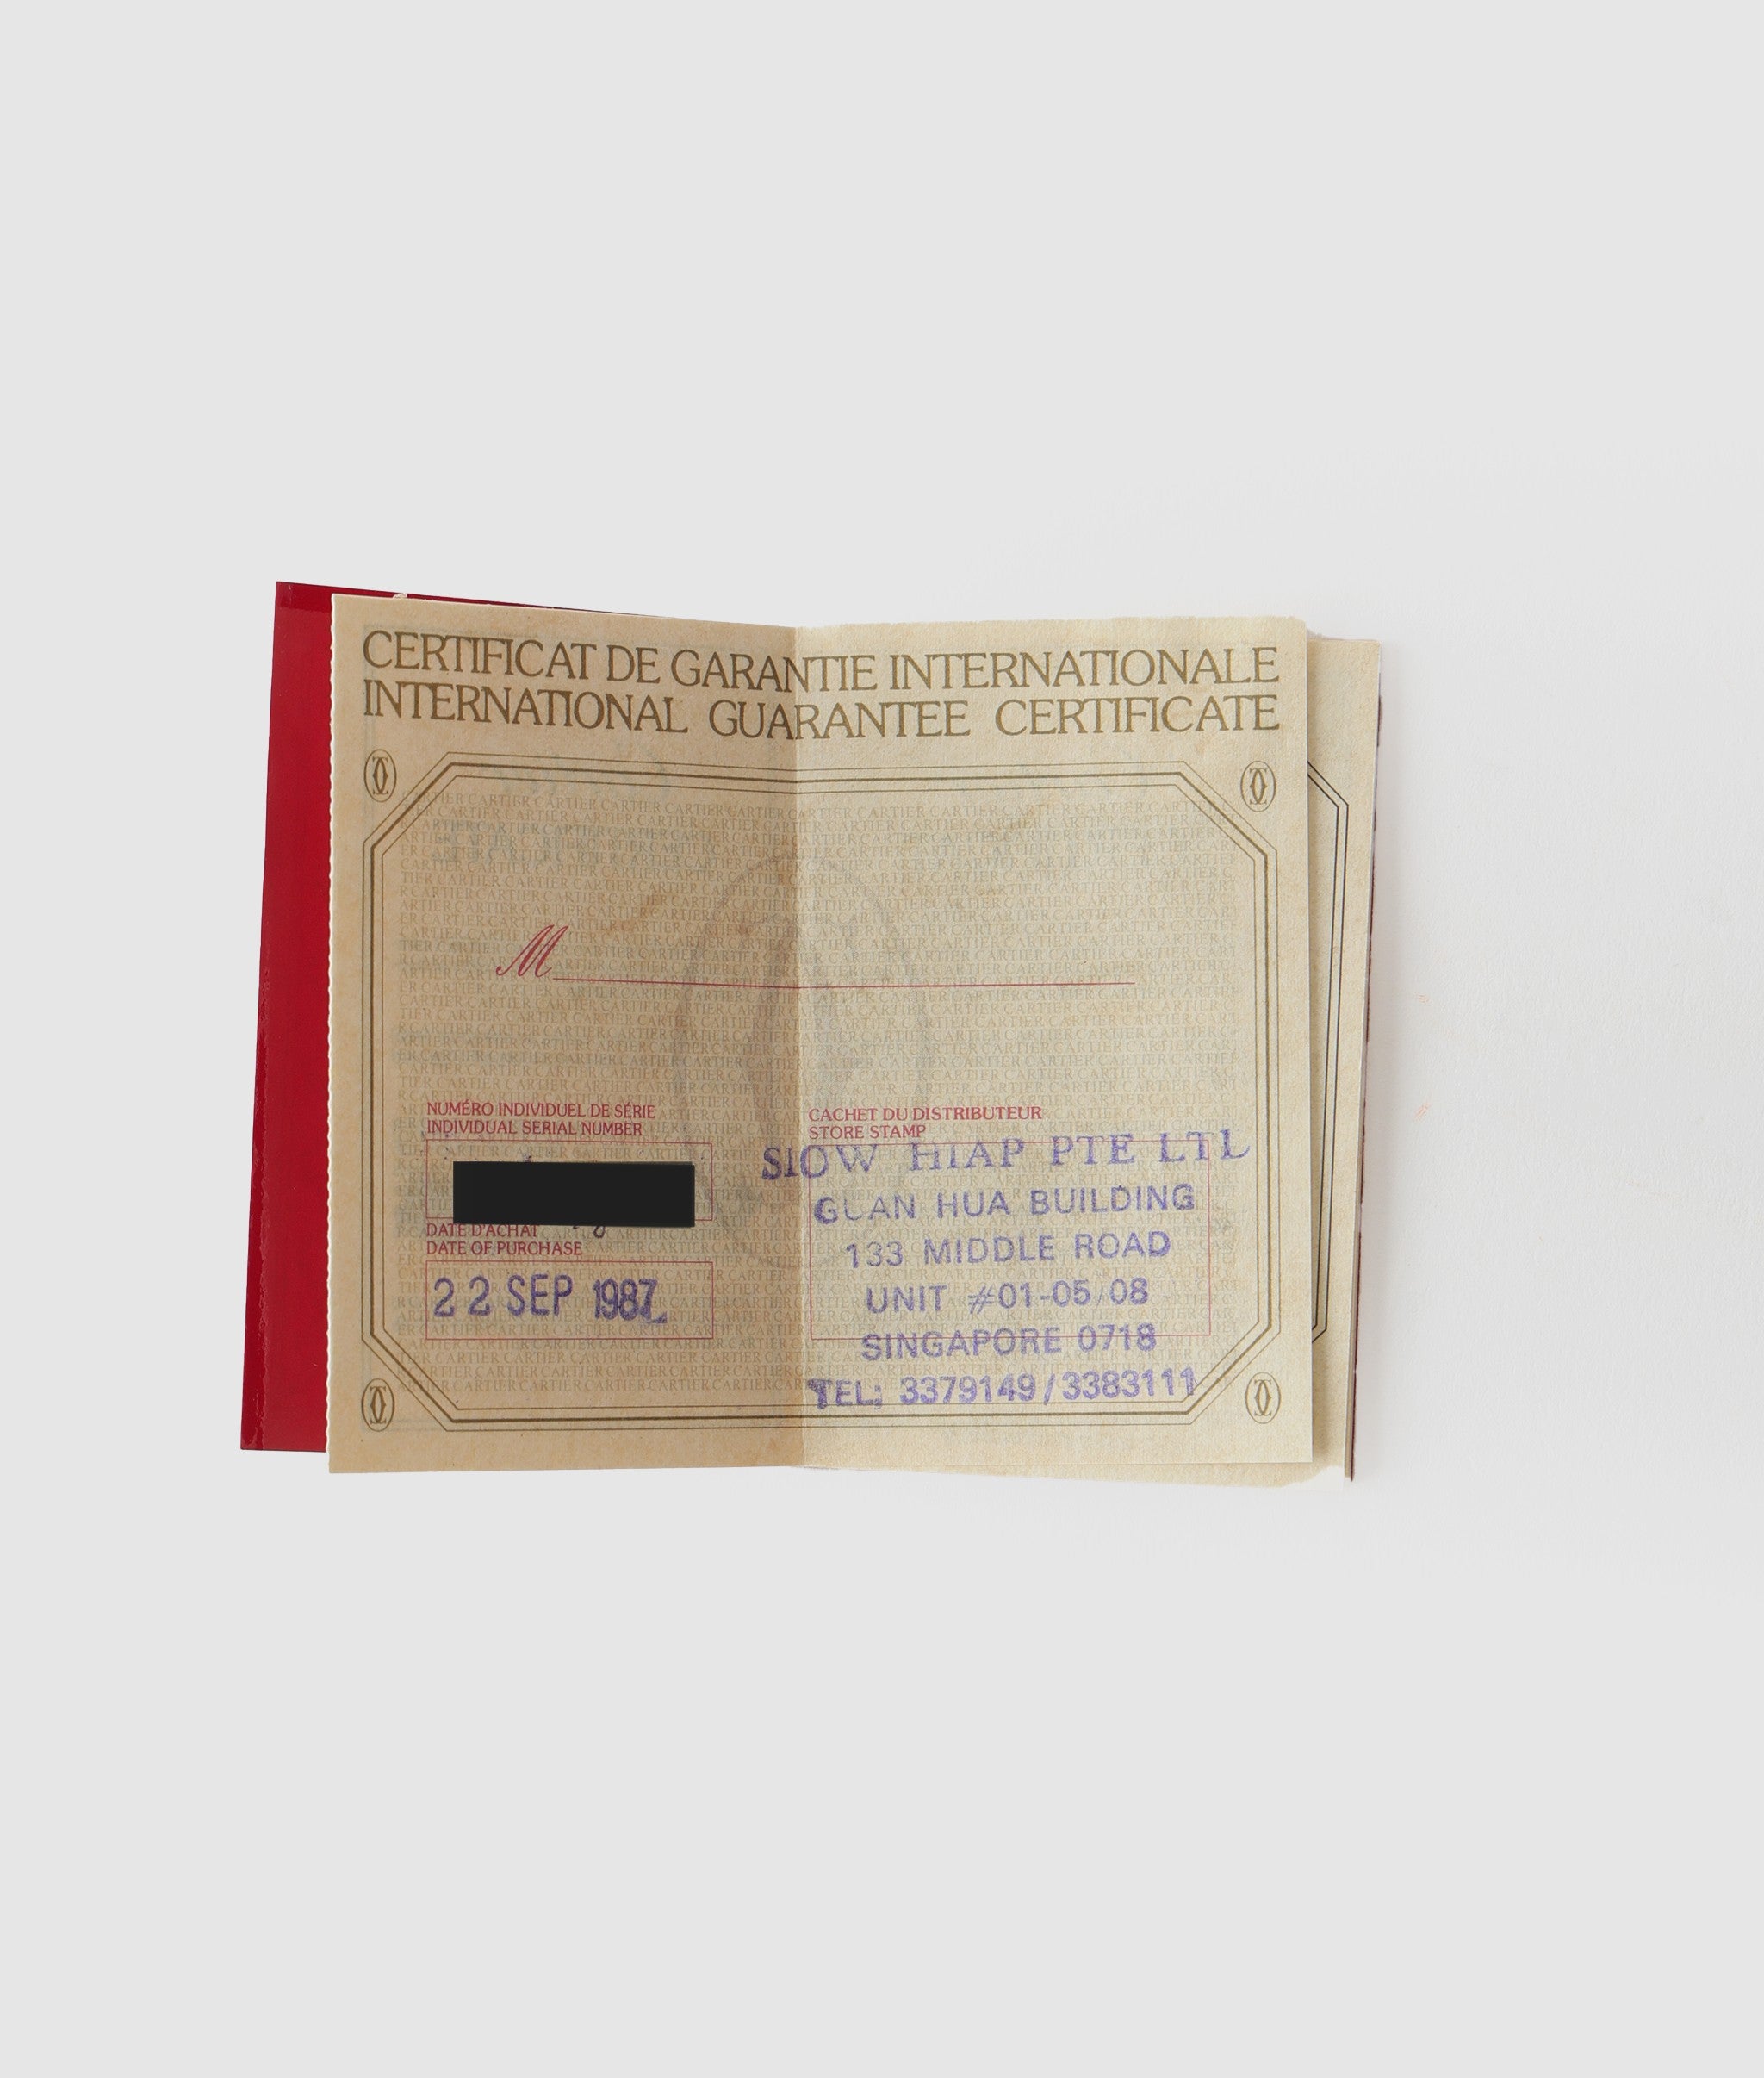 CERTIFICAT DE GARANTIE INTERNATIONALE
INTERNATIONAL GUARANTEE CERTIFICATE
M
NUMÉRO INDIVIDUEL DE SÉRIE
INDIVIDUAL SERIAL NUMBER
DATE D'ACHAT
DATE OF PURCHASE
22 SEP 1987
CACHET DU DISTRIBUTEUR
STORE STAMP
SIOW HIAP PTE LTL
GUAN HUA BUILDING
133 MIDDLE ROAD
UNIT #01-05/08
SINGAPORE 0718
TEL; 3379149/3383111